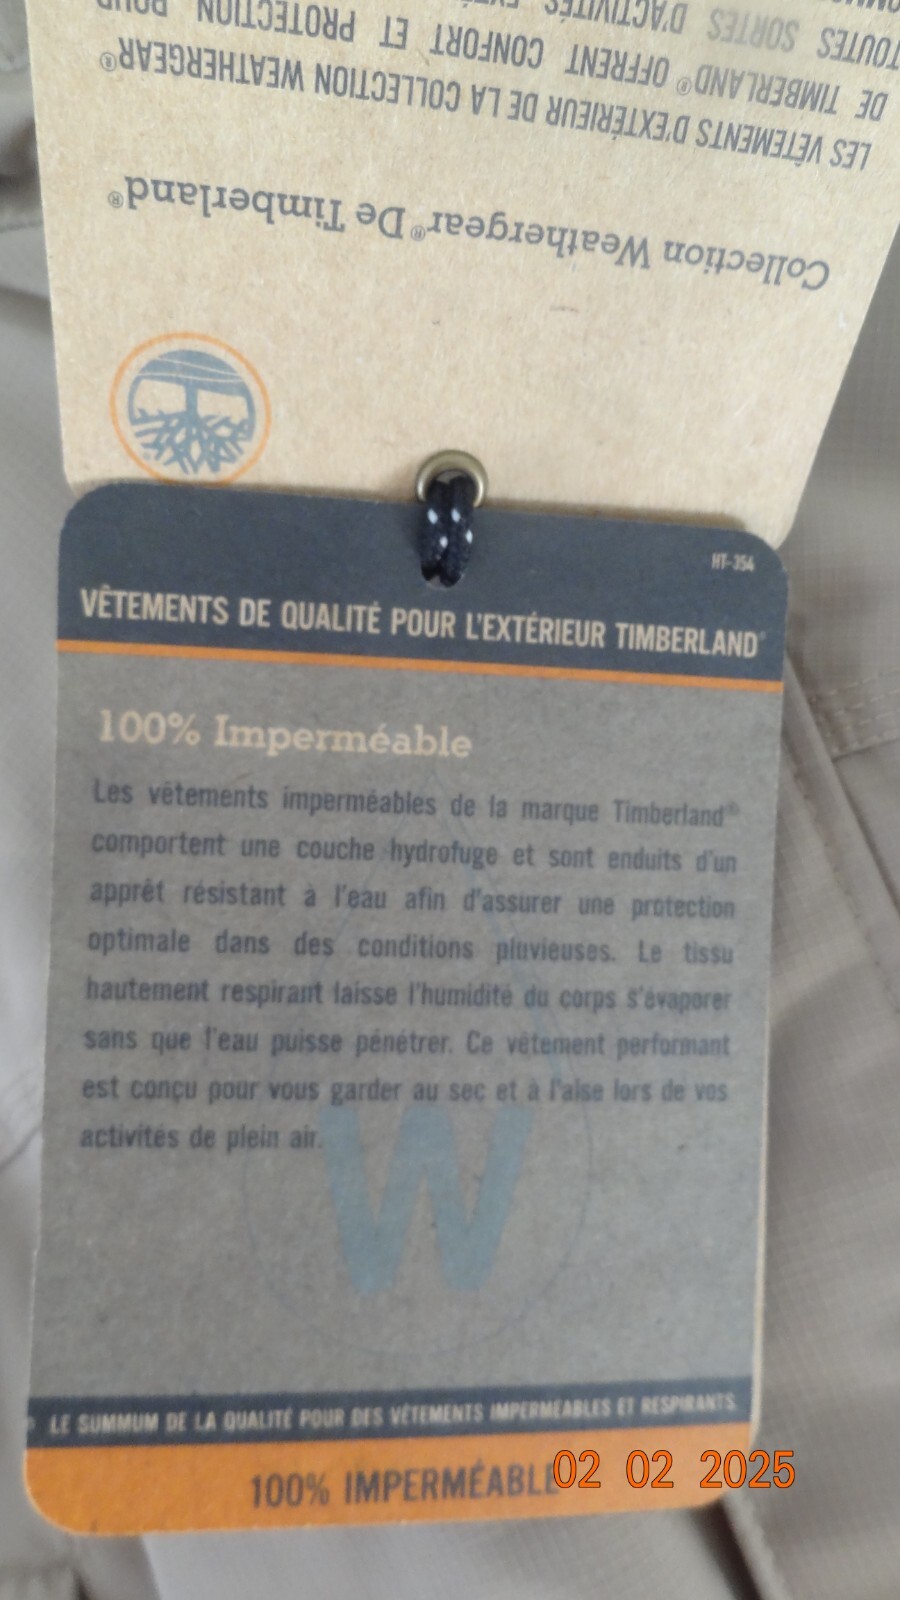 Collection Weathergear® De Timberland®
LES VÊTEMENTS D'EXTÉRIEUR DE LA COLLECTION WEATHERGEAR®
DE TIMBERLAND® OFFRENT CONFORT ET PROTECTION POUR
TOUTES SORTES D'ACTIVITÉS
HT-354
VÊTEMENTS DE QUALITÉ POUR L'EXTÉRIEUR TIMBERLAND®
100% Imperméable
Les vêtements imperméables de la marque Timberland®
comportent une couche hydrofuge et sont enduits d'un
apprêt résistant à l'eau afin d'assurer une protection
optimale dans des conditions pluvieuses. Le tissu
hautement respirant laisse l'humidité du corps s'évaporer
sans que l'eau puisse pénétrer. Ce vêtement performant
est conçu pour vous garder au sec et à l'aise lors de vos
activités de plein air.
W
LE SUMMUM DE LA QUALITÉ POUR DES VÊTEMENTS IMPERMÉABLES ET RESPIRANTS.
100% IMPERMÉABLE
02 02 2025